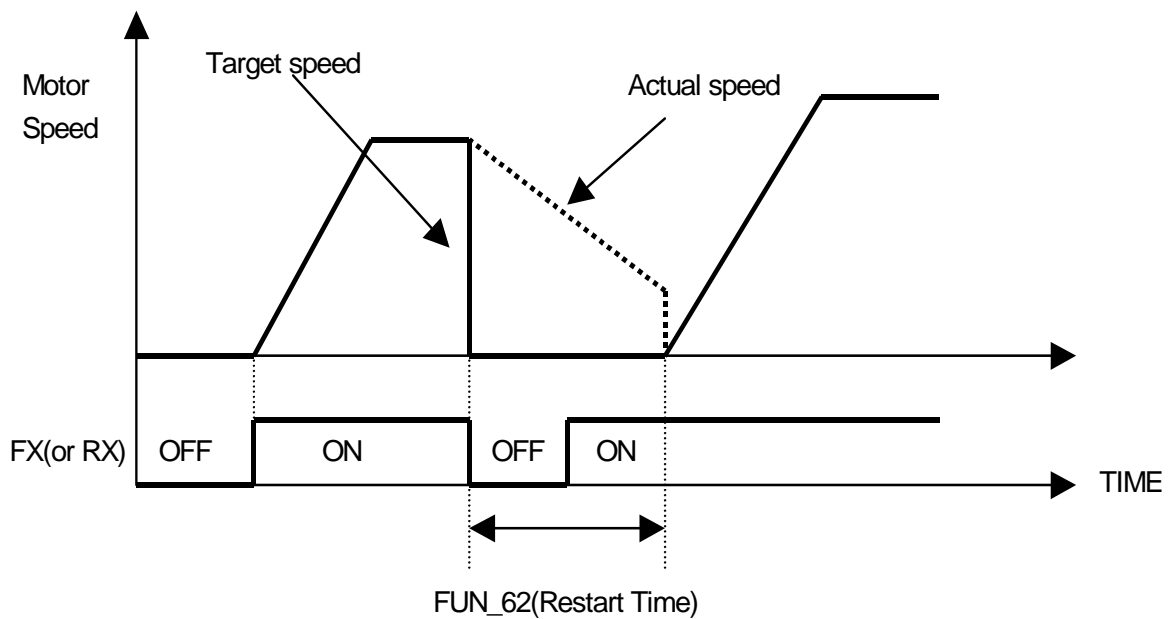 Target speed
Motor
Speed
Actual speed
FX(or RX)
OFF
ON
OFF
ON
TIME
FUN_62(Restart Time)